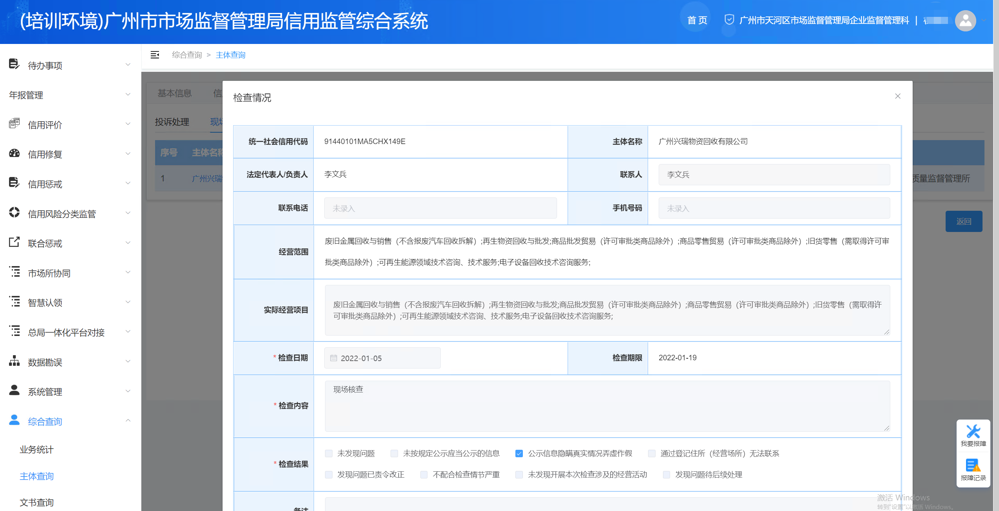 (培训环境)广州市市场监督管理局信用监管综合系统
首 页
广州市天河区市场监督管理局企业监督管理科 |
综合查询 > 主体查询
待办事项
年报管理
信用评价
信用修复
信用惩戒
信用风险分类监管
联合惩戒
市场所协同
智慧认领
总局一体化平台对接
数据勘误
系统管理
综合查询
业务统计
主体查询
文书查询
基本信息
投诉处理
序号 主体名称
1 广州兴瑞
质量监督管理所
返回
检查情况
统一社会信用代码 91440101MA5CHX149E 主体名称 广州兴瑞物资回收有限公司
法定代表人/负责人 李文兵 联系人 李文兵
联系电话 未录入 手机号码 未录入
经营范围
废旧金属回收与销售（不含报废汽车回收拆解）;再生物资回收与批发;商品批发贸易（许可审批类商品除外）;商品零售贸易（许可审批类商品除外）;旧货零售（需取得许可审
批类商品除外）;可再生能源领域技术咨询、技术服务;电子设备回收技术咨询服务;
实际经营项目
废旧金属回收与销售（不含报废汽车回收拆解）;再生物资回收与批发;商品批发贸易（许可审批类商品除外）;商品零售贸易（许可审批类商品除外）;旧货零售（需取得许
可审批类商品除外）;可再生能源领域技术咨询、技术服务;电子设备回收技术咨询服务;
* 检查日期 2022-01-05 检查期限 2022-01-19
* 检查内容 现场核查
* 检查结果
未发现问题 未按规定公示应当公示的信息 公示信息隐瞒真实情况弄虚作假 通过登记住所（经营场所）无法联系
发现问题已责令改正 不配合检查情节严重 未发现开展本次检查涉及的经营活动 发现问题待后续处理
备注
我要报障
报障记录
激活 Windows
转到"设置"以激活 Windows。